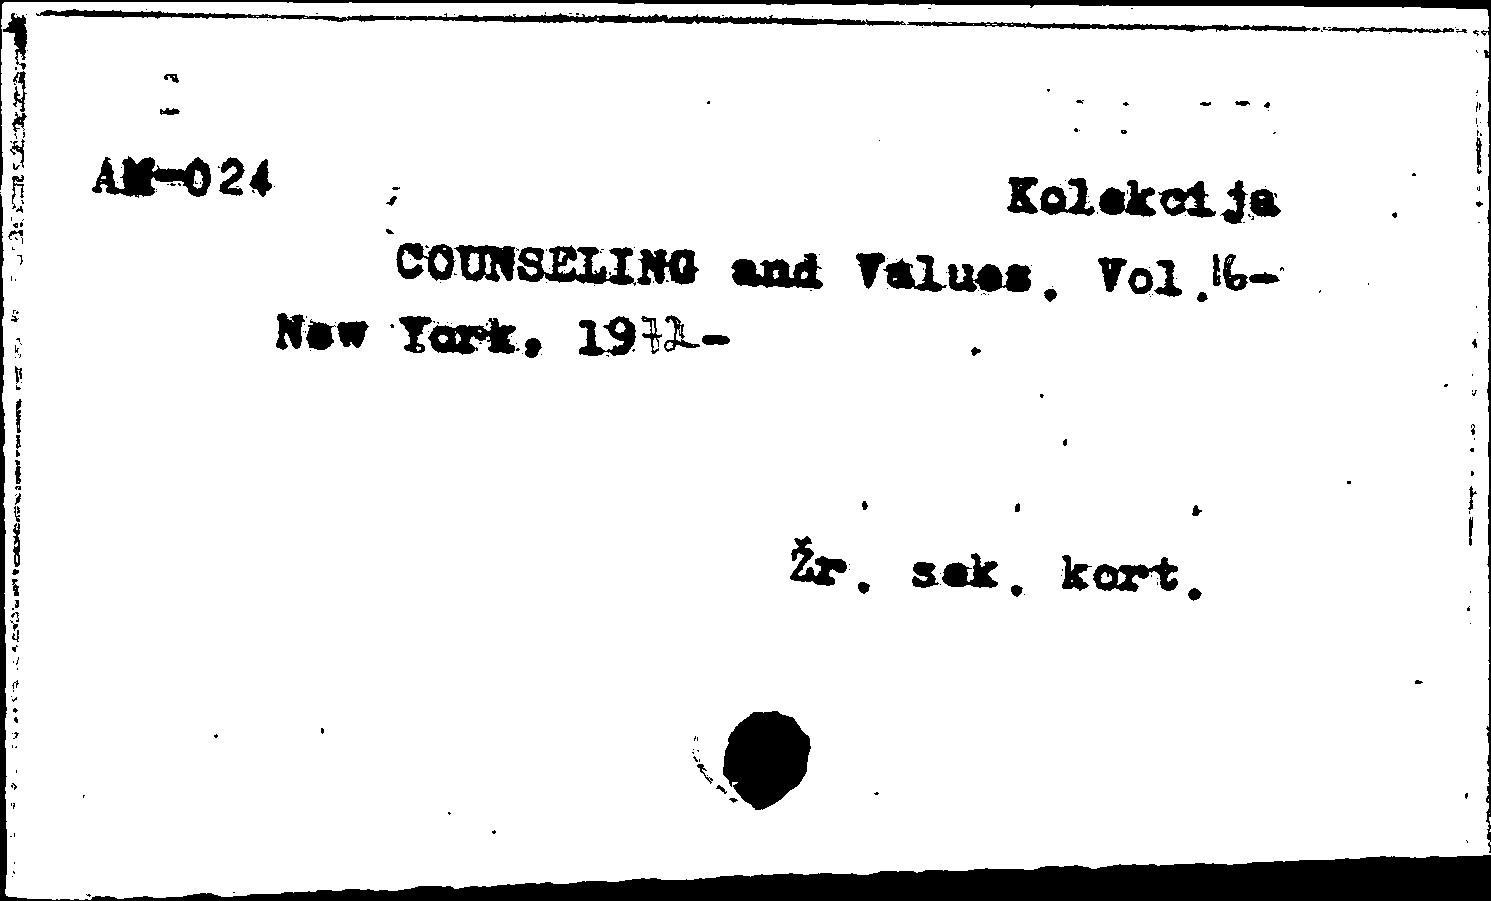 AM-024
Kolekcija
COUNSELING and Values. Vol.16-
New York, 1972-
Žr. sek. kort.